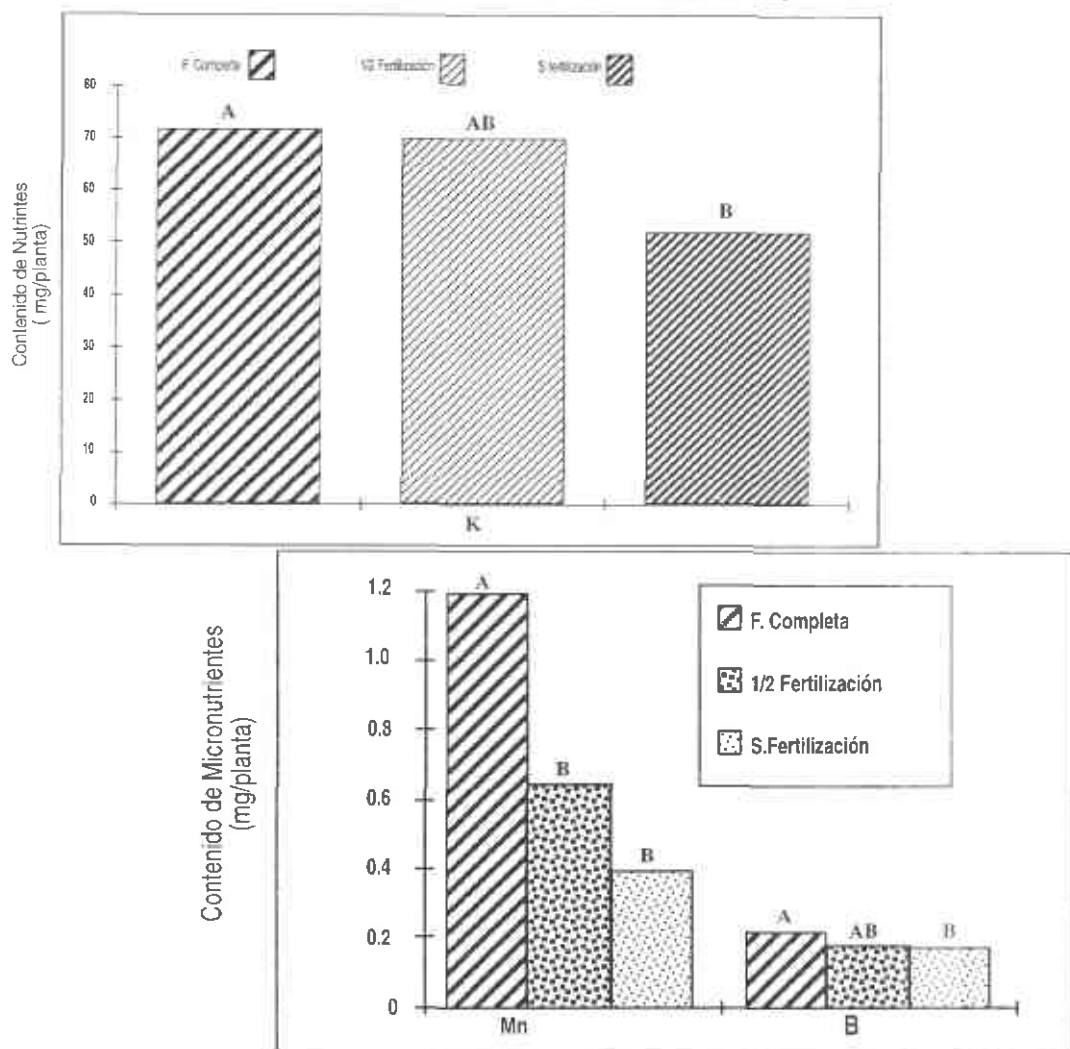 F. Completa
1/2 Fertilización
S fertilización
Contenido de Nutrintes
( mg/planta)
80
70
60
50
40
30
20
10
0
A
AB
B
K
Contenido de Micronutrientes
(mg/planta)
1.2
1.0
0.8
0.6
0.4
0.2
0
A
B
B
A
AB
B
Mn
B
F. Completa
1/2 Fertilización
S.Fertilización